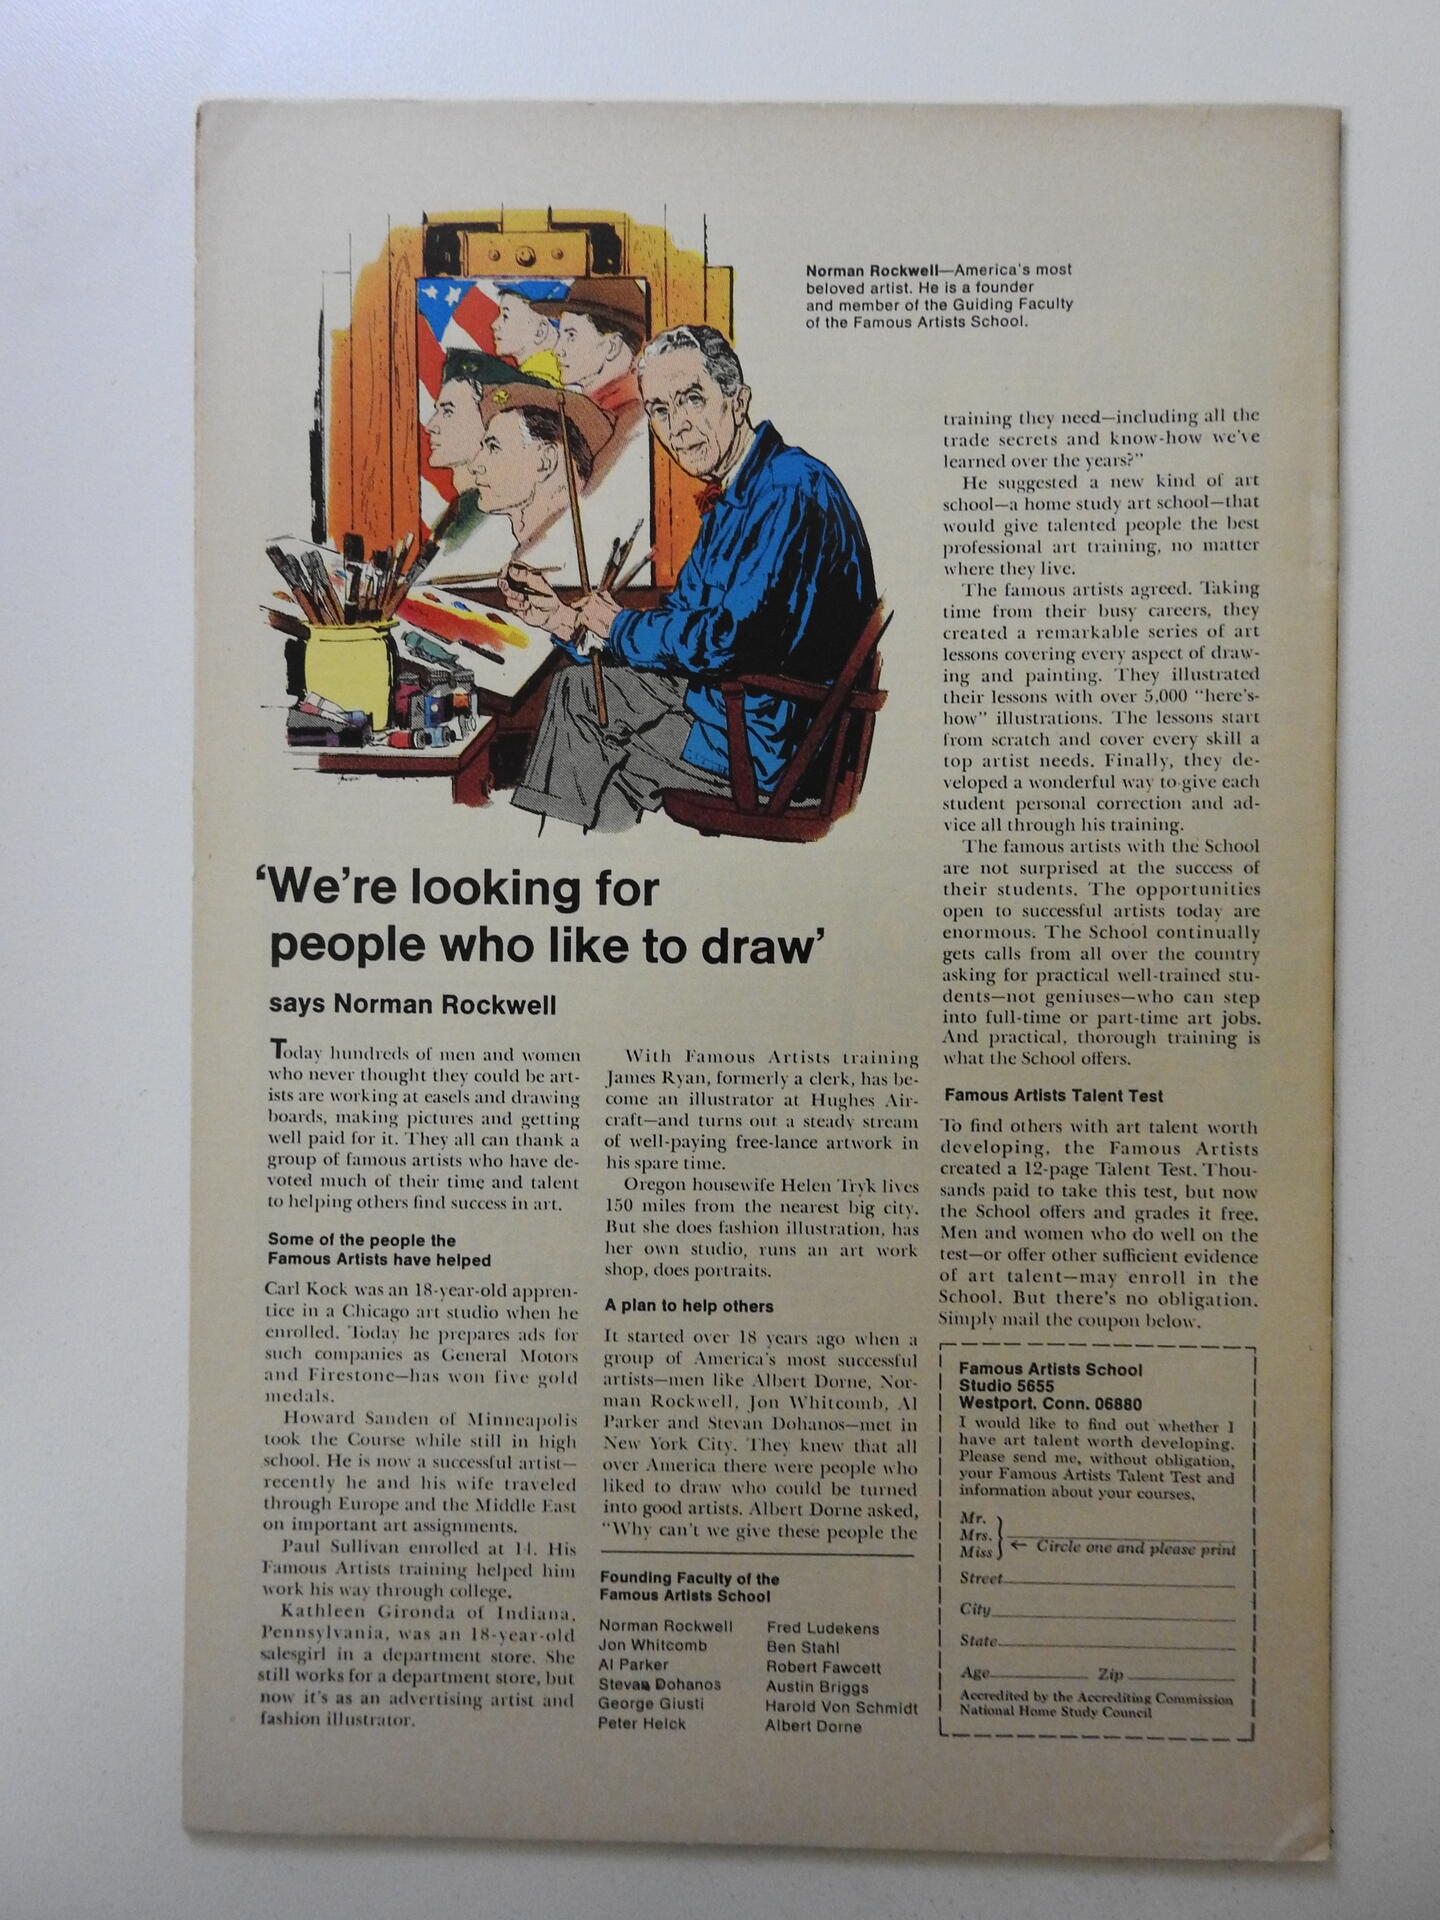 Norman Rockwell—America's most
beloved artist. He is a founder
and member of the Guiding Faculty
of the Famous Artists School.
'We're looking for
people who like to draw'
says Norman Rockwell
Today hundreds of men and women
who never thought they could be art-
ists are working at easels and drawing
boards, making pictures and getting
well paid for it. They all can thank a
group of famous artists who have de-
voted much of their time and talent
to helping others find success in art.
Some of the people the
Famous Artists have helped
Carl Kock was an 18-year-old appren-
tice in a Chicago art studio when he
enrolled. Today he prepares ads for
such companies as General Motors
and Firestone—has won five gold
medals.
Howard Sanden of Minneapolis
took the Course while still in high
school. He is now a successful artist—
recently he and his wife traveled
through Europe and the Middle East
on important art assignments.
Paul Sullivan enrolled at 14. His
Famous Artists training helped him
work his way through college.
Kathleen Gironda of Indiana,
Pennsylvania, was an 18-year-old
salesgirl in a department store. She
still works for a department store, but
now it's as an advertising artist and
fashion illustrator.
With Famous Artists training
James Ryan, formerly a clerk, has be-
come an illustrator at Hughes Air-
craft—and turns out a steady stream
of well-paying free-lance artwork in
his spare time.
Oregon housewife Helen Tryk lives
150 miles from the nearest big city.
But she does fashion illustration, has
her own studio, runs an art work
shop, does portraits.
A plan to help others
It started over 18 years ago when a
group of America's most successful
artists—men like Albert Dorne, Nor-
man Rockwell, Jon Whitcomb, Al
Parker and Stevan Dohanos—met in
New York City. They knew that all
over America there were people who
liked to draw who could be turned
into good artists. Albert Dorne asked,
"Why can't we give these people the
Founding Faculty of the
Famous Artists School
Norman Rockwell
Jon Whitcomb
Al Parker
Stevan Dohanos
George Giusti
Peter Helck
Fred Ludekens
Ben Stahl
Robert Fawcett
Austin Briggs
Harold Von Schmidt
Albert Dorne
training they need—including all the
trade secrets and know-how we've
learned over the years?"
He suggested a new kind of art
school—a home study art school—that
would give talented people the best
professional art training, no matter
where they live.
The famous artists agreed. Taking
time from their busy careers, they
created a remarkable series of art
lessons covering every aspect of draw-
ing and painting. They illustrated
their lessons with over 5,000 "here's-
how" illustrations. The lessons start
from scratch and cover every skill a
top artist needs. Finally, they de-
veloped a wonderful way to give each
student personal correction and ad-
vice all through his training.
The famous artists with the School
are not surprised at the success of
their students. The opportunities
open to successful artists today are
enormous. The School continually
gets calls from all over the country
asking for practical well-trained stu-
dents—not geniuses—who can step
into full-time or part-time art jobs.
And practical, thorough training is
what the School offers.
Famous Artists Talent Test
To find others with art talent worth
developing, the Famous Artists
created a 12-page Talent Test. Thou-
sands paid to take this test, but now
the School offers and grades it free.
Men and women who do well on the
test—or offer other sufficient evidence
of art talent—may enroll in the
School. But there's no obligation.
Simply mail the coupon below.
Famous Artists School
Studio 5655
Westport, Conn. 06880
I would like to find out whether I
have art talent worth developing.
Please send me, without obligation,
your Famous Artists Talent Test and
information about your courses.
Mr.
Mrs.
Miss
← Circle one and please print
Street
City
State
Age Zip
Accredited by the Accrediting Commission
National Home Study Council